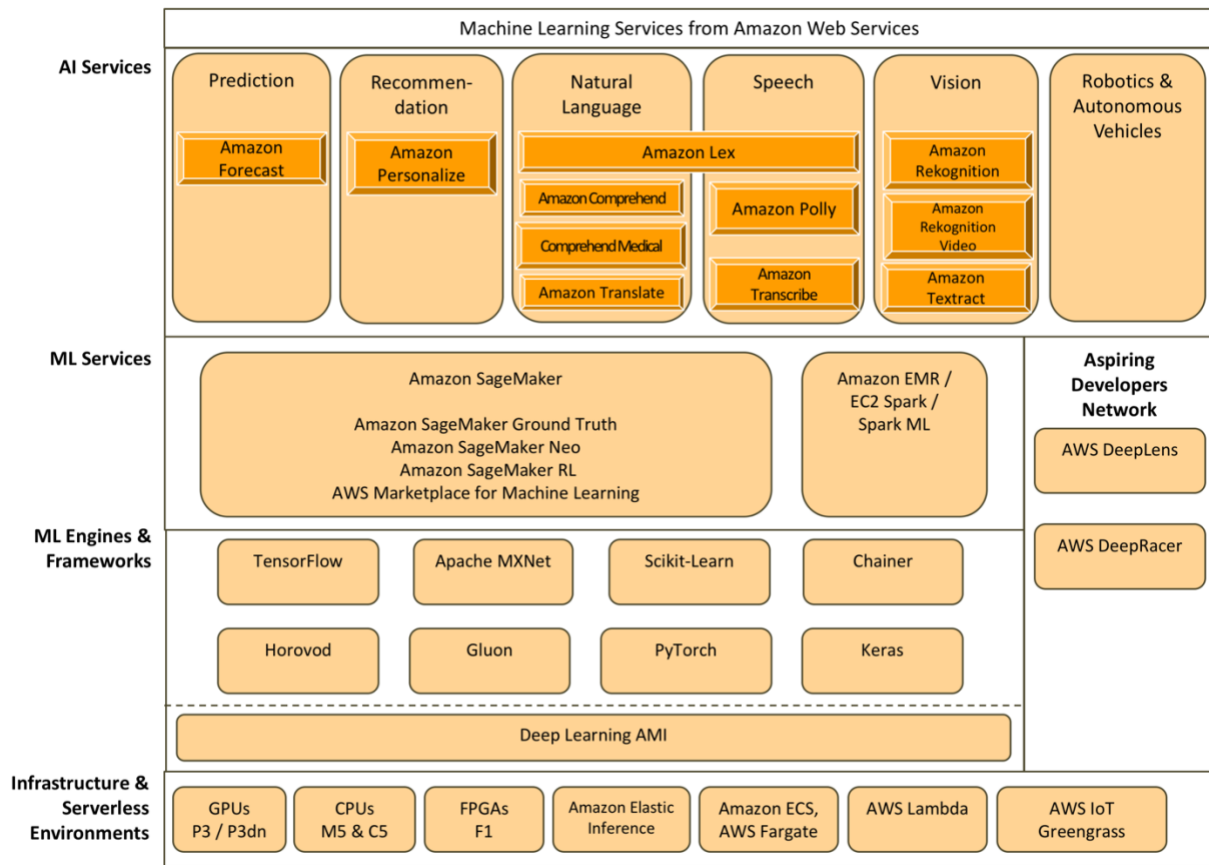 Machine Learning Services from Amazon Web Services
AI Services
Prediction
Amazon
Forecast
Recommen-
dation
Amazon
Personalize
Natural
Language
Speech
Amazon Lex
Amazon Comprehend
Comprehend Medical
Amazon Translate
Amazon Polly
Amazon
Transcribe
Vision
Amazon
Rekognition
Amazon
Rekognition
Video
Amazon
Textract
Robotics &
Autonomous
Vehicles
ML Services
Amazon SageMaker
Amazon SageMaker Ground Truth
Amazon SageMaker Neo
Amazon SageMaker RL
AWS Marketplace for Machine Learning
Amazon EMR /
EC2 Spark /
Spark ML
Aspiring
Developers
Network
AWS DeepLens
AWS DeepRacer
ML Engines &
Frameworks
TensorFlow
Apache MXNet
Scikit-Learn
Chainer
Horovod
Gluon
PyTorch
Keras
Deep Learning AMI
Infrastructure &
Serverless
Environments
GPUs
P3 / P3dn
CPUs
M5 & C5
FPGAs
F1
Amazon Elastic
Inference
Amazon ECS,
AWS Fargate
AWS Lambda
AWS IoT
Greengrass